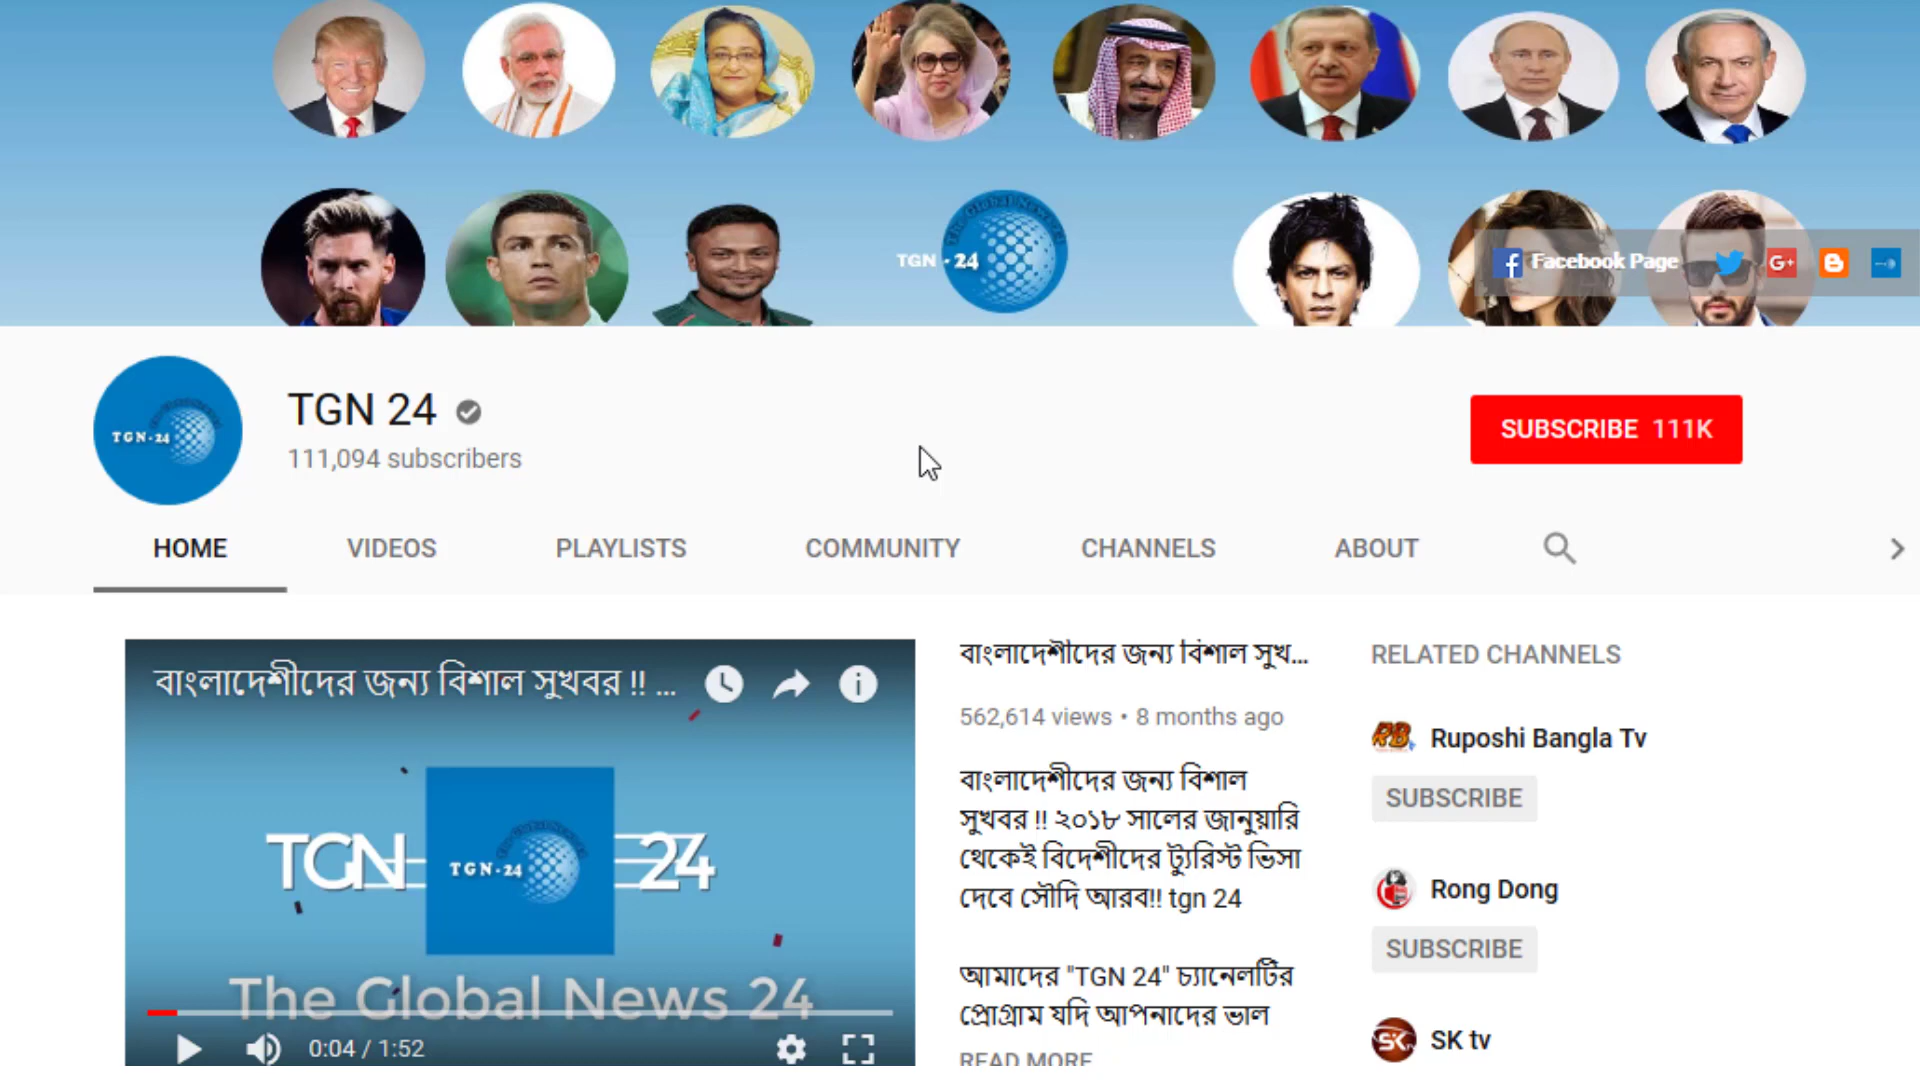 TGN - 24
Facebook Page
TGN-24
TGN 24
111,094 subscribers
SUBSCRIBE 111K
HOME VIDEOS PLAYLISTS COMMUNITY CHANNELS ABOUT
বাংলাদেশীদের জন্য বিশাল সুখবর !! ...
TGN 24
TGN-24
The Global News 24
0:04 / 1:52
বাংলাদেশীদের জন্য বিশাল সুখ...
562,614 views • 8 months ago
বাংলাদেশীদের জন্য বিশাল
সুখবর !! ২০১৮ সালের জানুয়ারি
থেকেই বিদেশীদের ট্যুরিস্ট ভিসা
দেবে সৌদি আরব!! tgn 24
আমাদের "TGN 24" চ্যানেলটির
প্রোগ্রাম যদি আপনাদের ভাল
READ MORE
RELATED CHANNELS
Ruposhi Bangla Tv
SUBSCRIBE
Rong Dong
SUBSCRIBE
SK tv